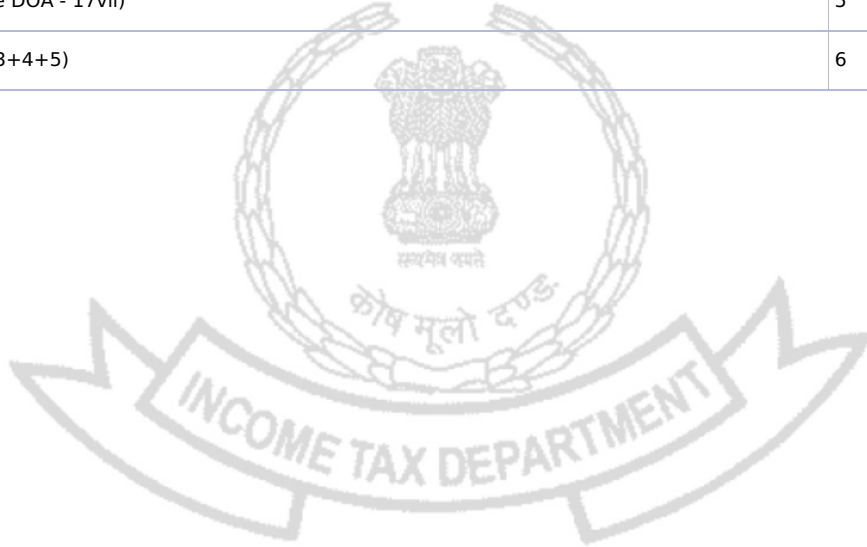 e DOA - 17vii)
5
3+4+5)
6
सत्यमेव जयते
कोष मूलो दण्डः
INCOME TAX DEPARTMENT